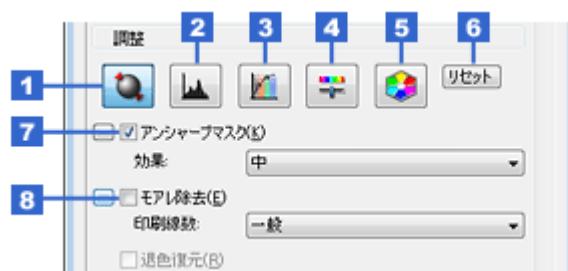 調整
2 3 4 5 6
1 リセット
7 アンシャープマスク(K)
効果: 中
8 モアレ除去(E)
印刷線数: 一般
退色復元(R)